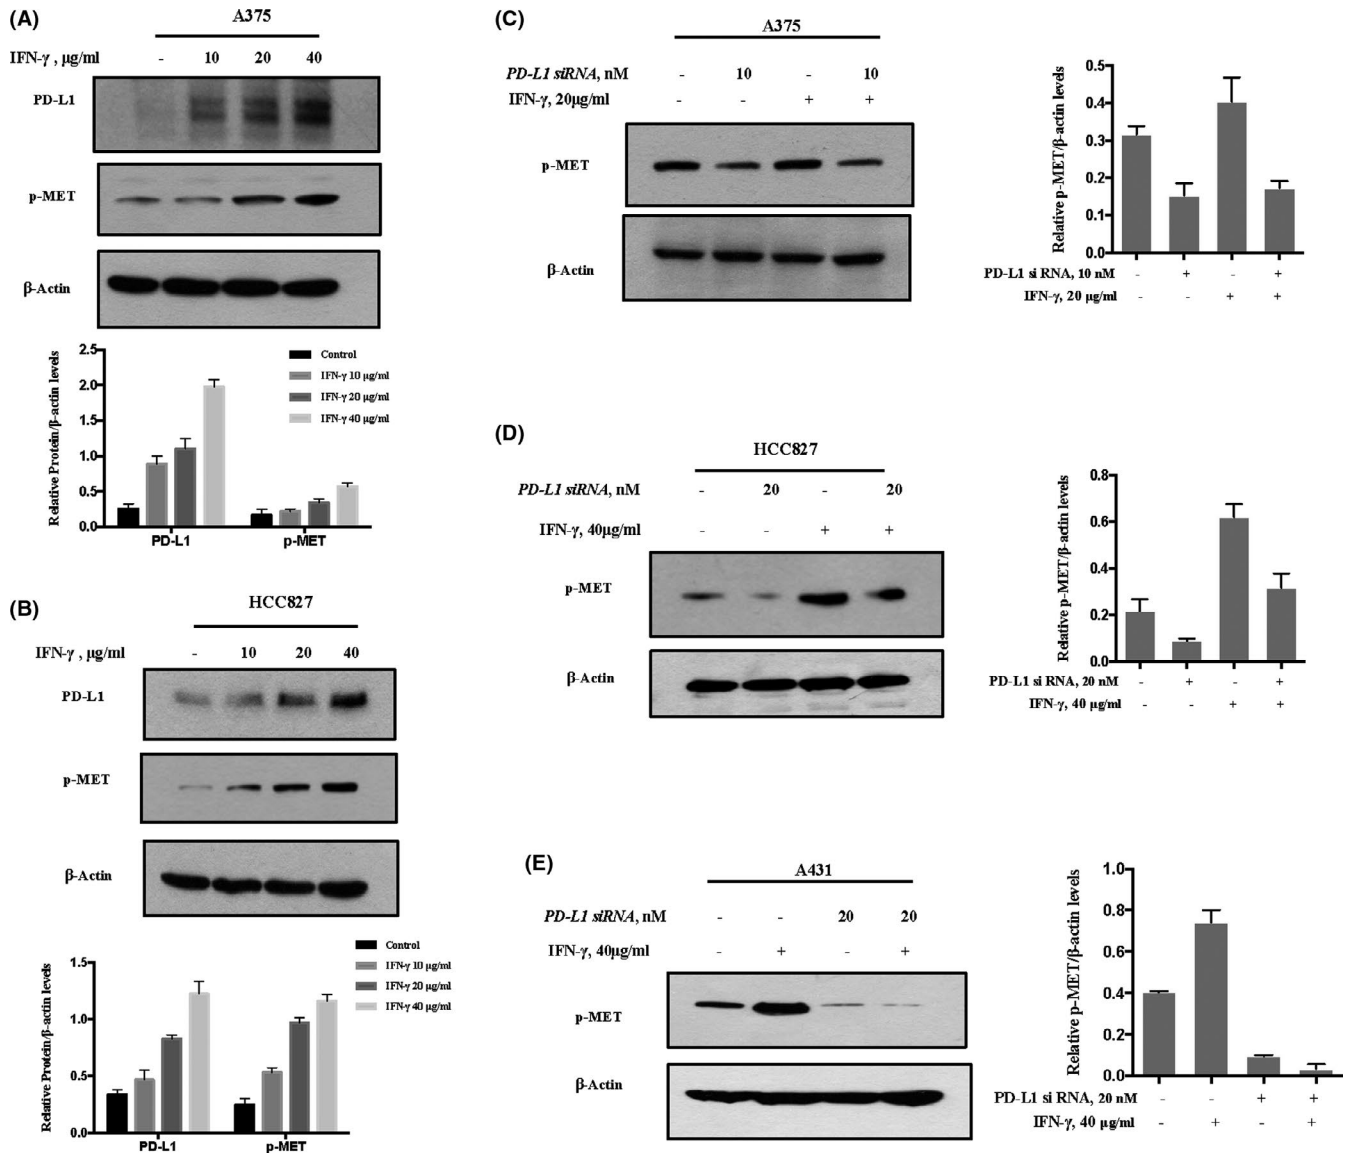 (A)
A375
IFN-γ , μg/ml - 10 20 40
PD-L1
p-MET
β-Actin
Relative Protein/β-actin levels
2.5
2.0
1.5
1.0
0.5
0.0
Control
IFN-γ 10 μg/ml
IFN-γ 20 μg/ml
IFN-γ 40 μg/ml
PD-L1 p-MET
(B)
HCC827
IFN-γ , μg/ml - 10 20 40
PD-L1
p-MET
β-Actin
Relative Protein/β-actin levels
1.5
1.0
0.5
0.0
Control
IFN-γ 10 μg/ml
IFN-γ 20 μg/ml
IFN-γ 40 μg/ml
PD-L1 p-MET
(C)
A375
PD-L1 siRNA, nM - 10 - 10
IFN-γ, 20μg/ml - - + +
p-MET
β-Actin
Relative p-MET/β-actin levels
0.5
0.4
0.3
0.2
0.1
0.0
PD-L1 si RNA, 10 nM - + - +
IFN-γ, 20 μg/ml - - + +
(D)
HCC827
PD-L1 siRNA, nM - 20 - 20
IFN-γ, 40μg/ml - - + +
p-MET
β-Actin
Relative p-MET/β-actin levels
0.8
0.6
0.4
0.2
0.0
PD-L1 si RNA, 20 nM - + - +
IFN-γ, 40 μg/ml - - + +
(E)
A431
PD-L1 siRNA, nM - - 20 20
IFN-γ, 40μg/ml - + - +
p-MET
β-Actin
Relative p-MET/β-actin levels
1.0
0.8
0.6
0.4
0.2
0.0
PD-L1 si RNA, 20 nM - - + +
IFN-γ, 40 μg/ml - + - +